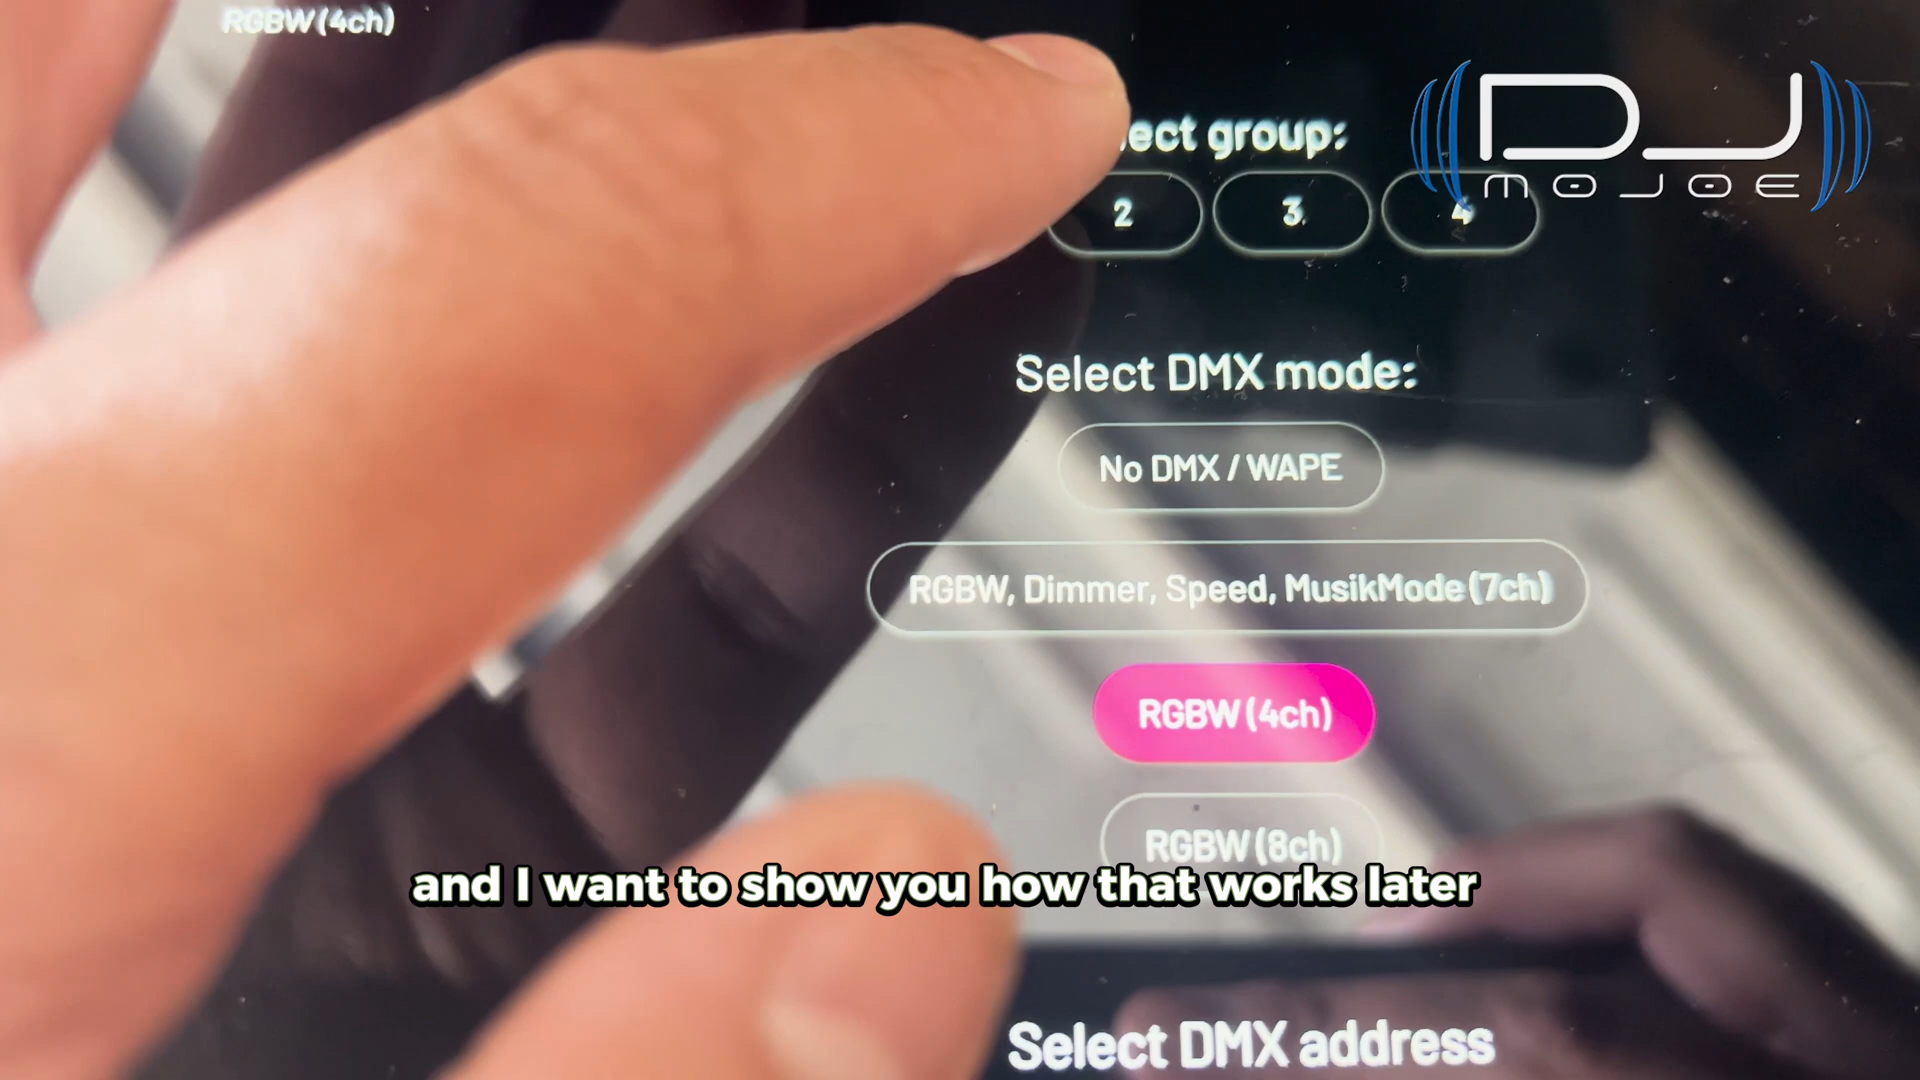 RGBW (4ch)
DJ
MOJOE
ect group:
2
3
4
Select DMX mode:
No DMX / WAPE
RGBW, Dimmer, Speed, MusikMode (7ch)
RGBW (4ch)
RGBW (8ch)
and I want to show you how that works later
Select DMX address